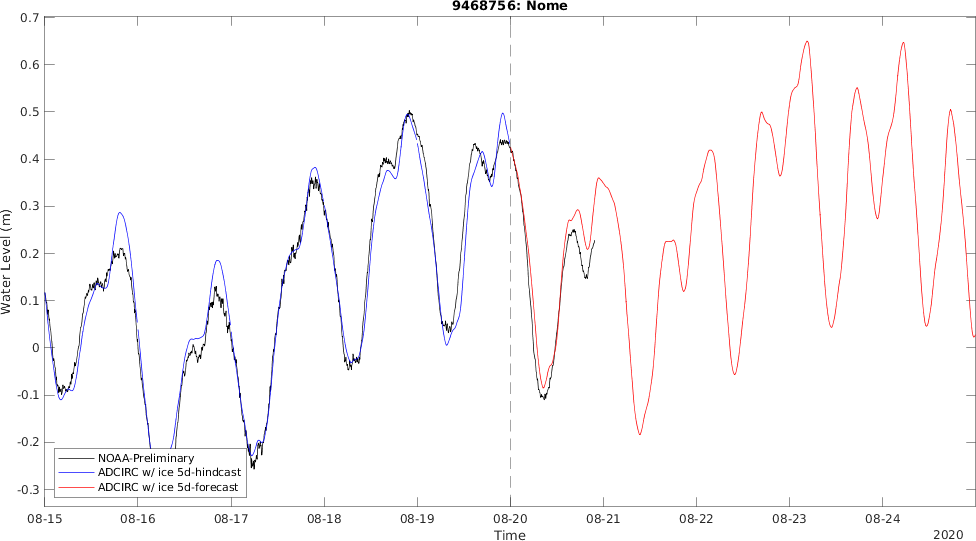 9468756: Nome
0.7
0.6
0.5
0.4
0.3
0.2
0.1
0
-0.1
-0.2
-0.3
Water Level (m)
NOAA-Preliminary
ADCIRC w/ ice 5d-hindcast
ADCIRC w/ ice 5d-forecast
08-15 08-16 08-17 08-18 08-19 08-20 08-21 08-22 08-23 08-24
Time
2020